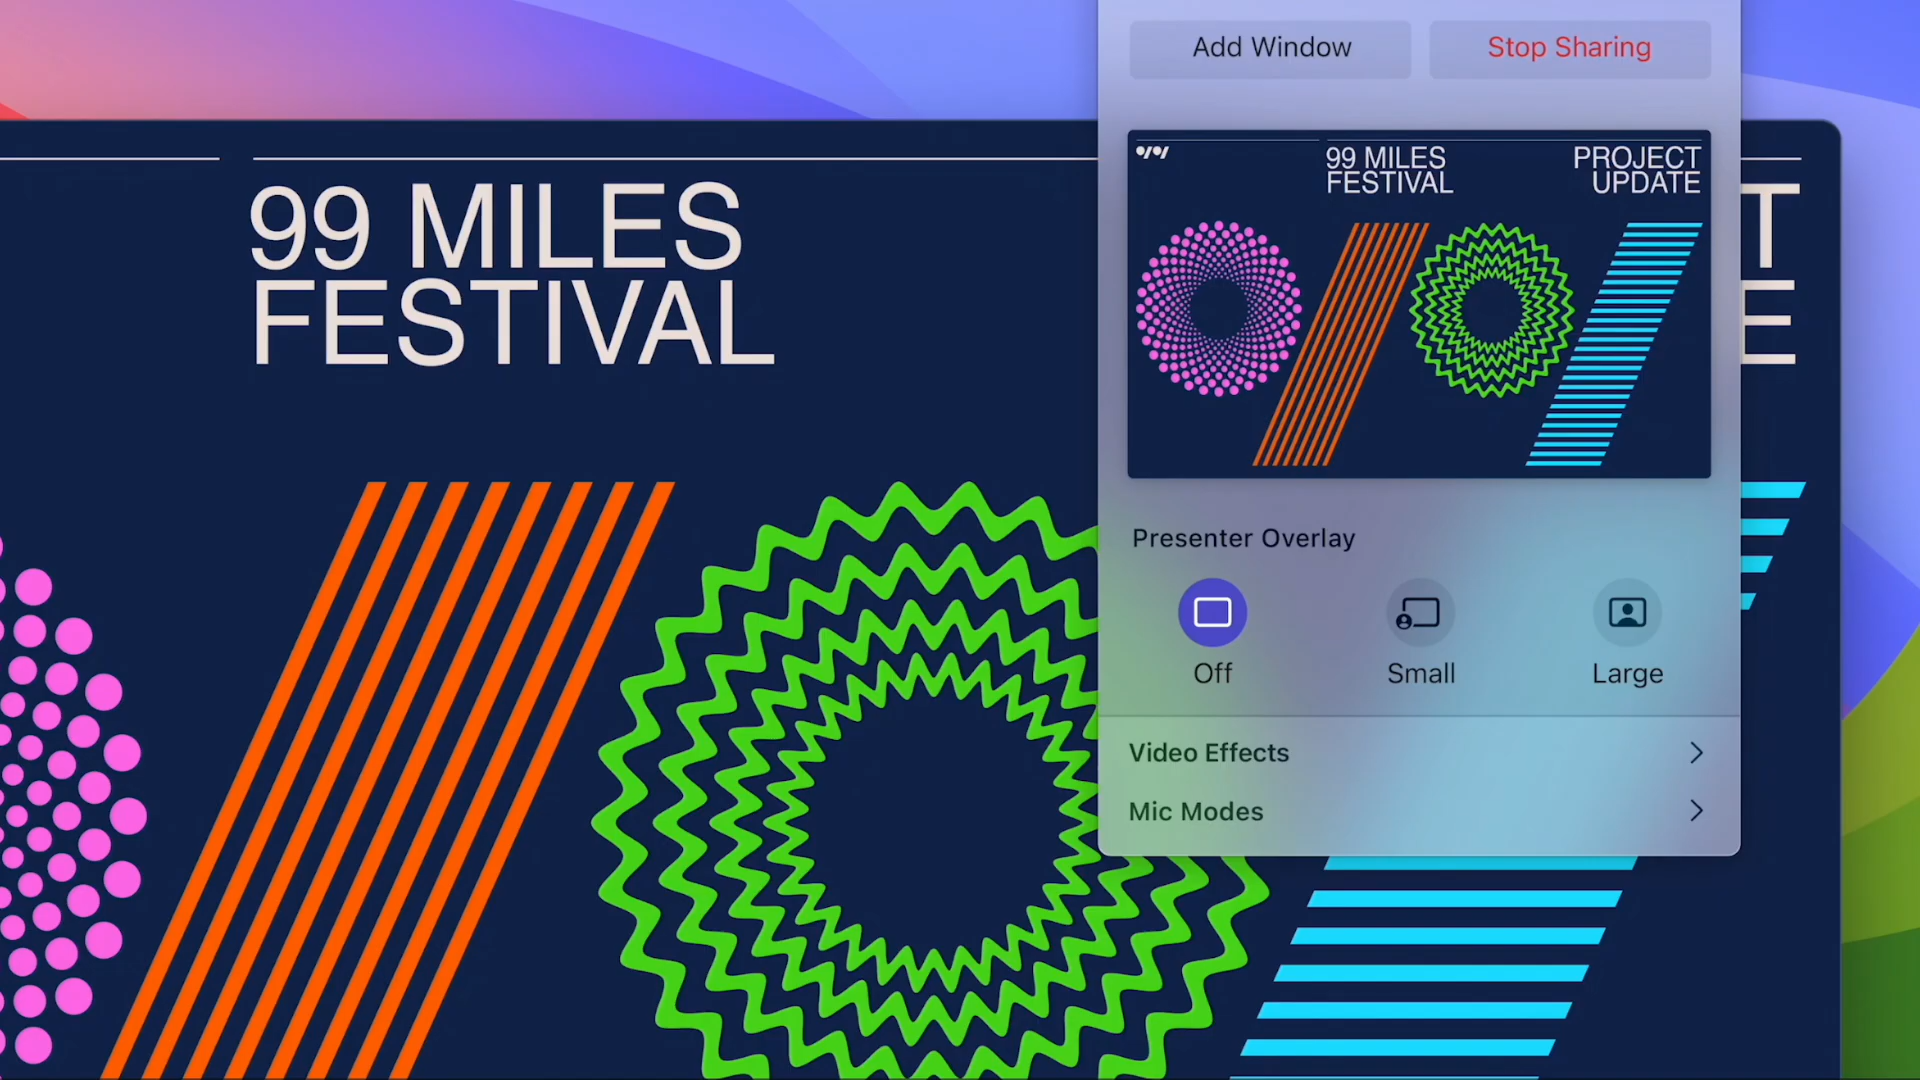 Add Window
Stop Sharing
99 MILES
FESTIVAL
99 MILES
FESTIVAL
PROJECT
UPDATE
T
E
Presenter Overlay
Off
Small
Large
Video Effects
Mic Modes